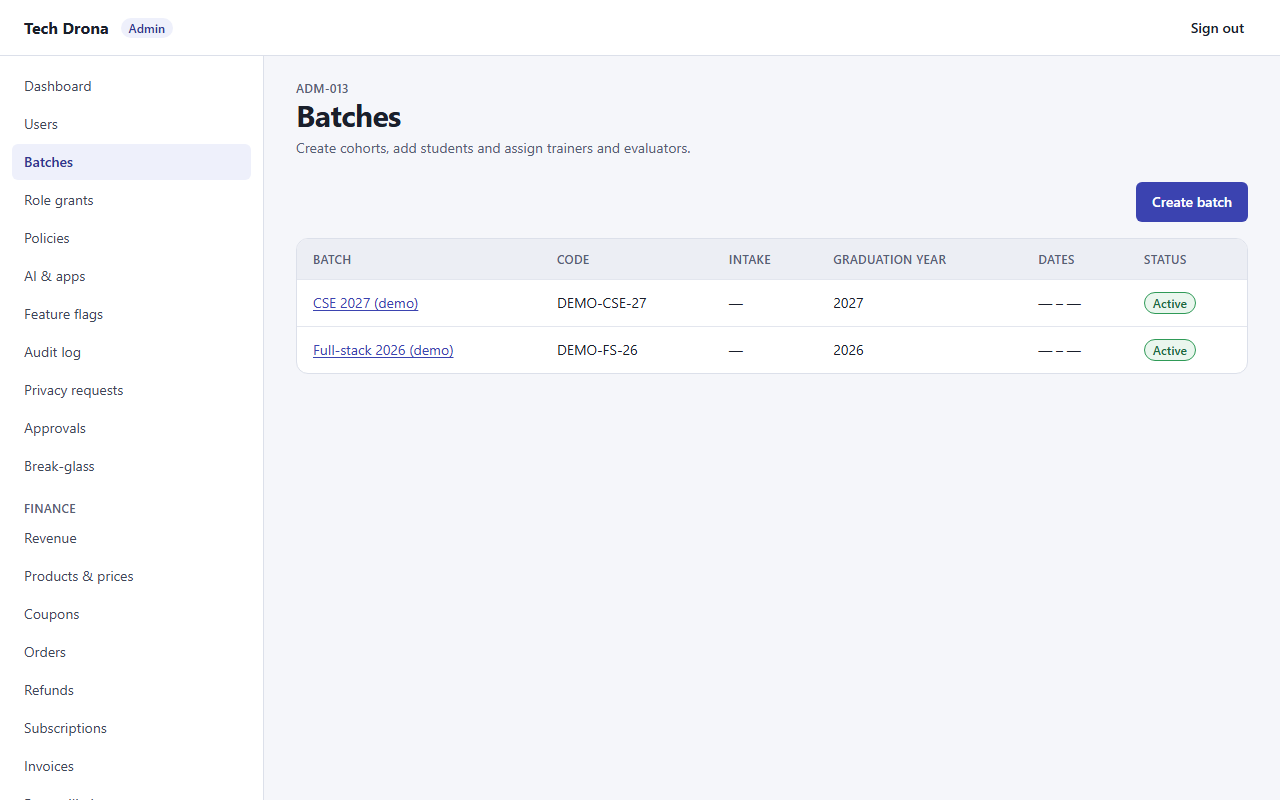 Tech Drona Admin Sign out
Dashboard
Users
Batches
Role grants
Policies
AI & apps
Feature flags
Audit log
Privacy requests
Approvals
Break-glass
FINANCE
Revenue
Products & prices
Coupons
Orders
Refunds
Subscriptions
Invoices
ADM-013
Batches
Create cohorts, add students and assign trainers and evaluators.
Create batch
BATCH CODE INTAKE GRADUATION YEAR DATES STATUS
CSE 2027 (demo) DEMO-CSE-27 — 2027 — – — Active
Full-stack 2026 (demo) DEMO-FS-26 — 2026 — – — Active